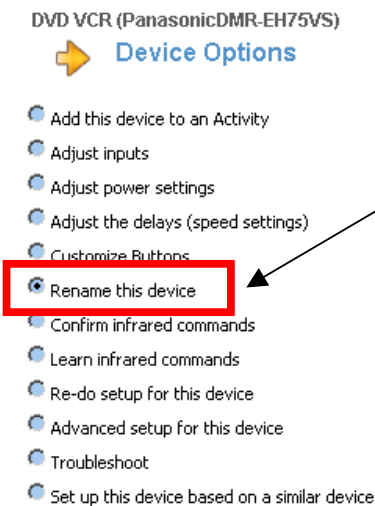 DVD VCR (PanasonicDMR-EH75VS)
Device Options
Add this device to an Activity
Adjust inputs
Adjust power settings
Adjust the delays (speed settings)
Customize Buttons
Rename this device
Confirm infrared commands
Learn infrared commands
Re-do setup for this device
Advanced setup for this device
Troubleshoot
Set up this device based on a similar device